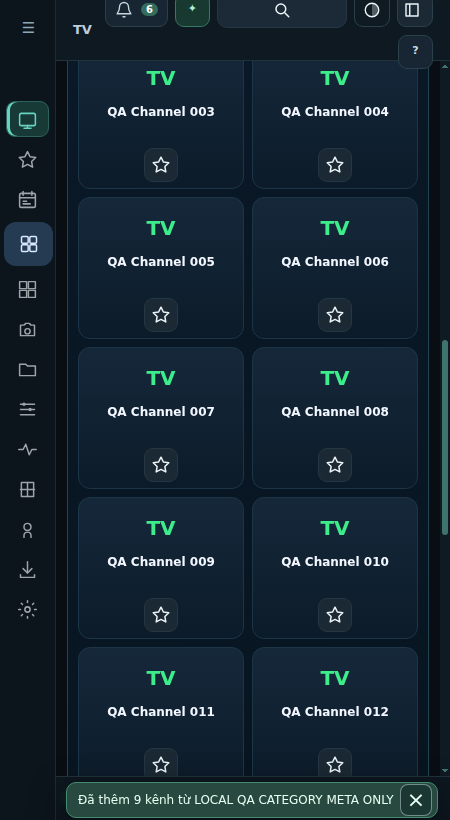 6
TV
?
TV
TV
QA Channel 003
QA Channel 004
TV
TV
QA Channel 005
QA Channel 006
TV
TV
QA Channel 007
QA Channel 008
TV
TV
QA Channel 009
QA Channel 010
TV
TV
QA Channel 011
QA Channel 012
Đã thêm 9 kênh từ LOCAL QA CATEGORY META ONLY